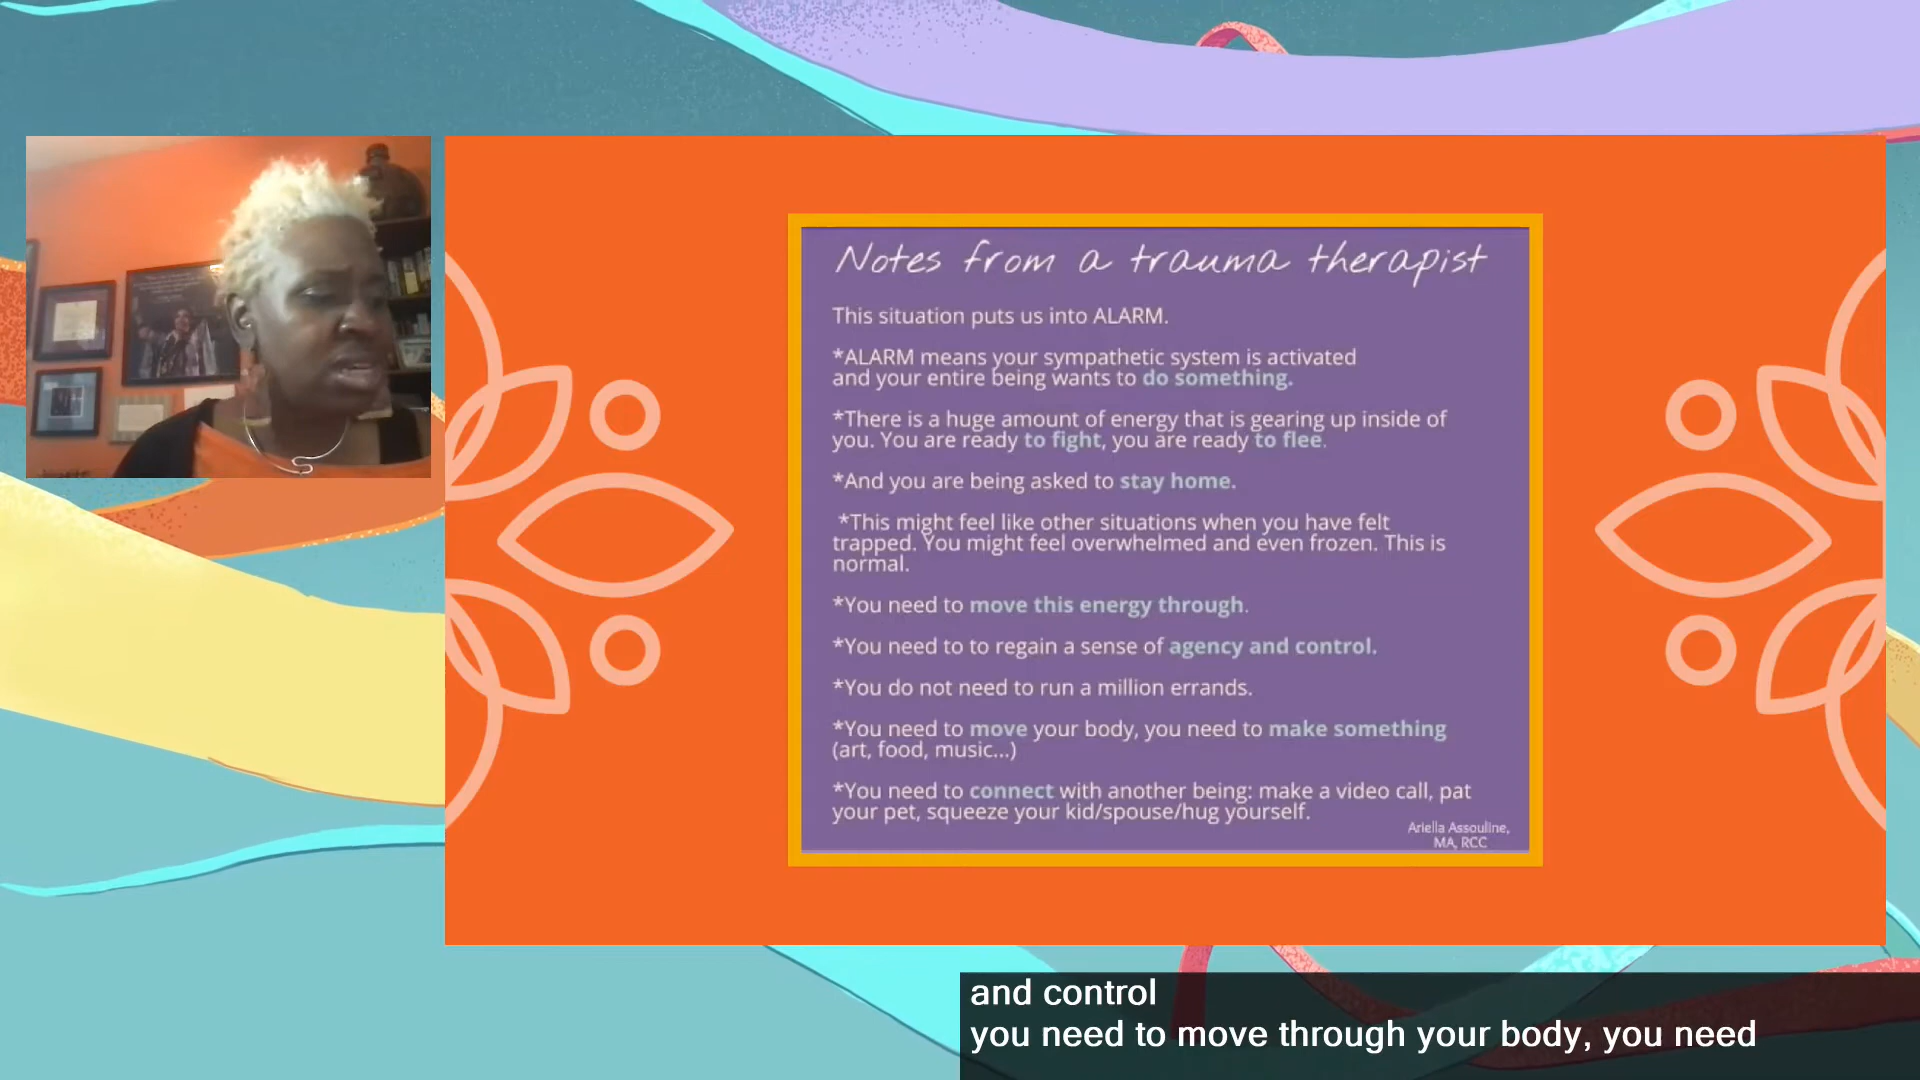 Notes from a trauma therapist
This situation puts us into ALARM.
*ALARM means your sympathetic system is activated
and your entire being wants to do something.
*There is a huge amount of energy that is gearing up inside of
you. You are ready to fight, you are ready to flee.
*And you are being asked to stay home.
*This might feel like other situations when you have felt
trapped. You might feel overwhelmed and even frozen. This is
normal.
*You need to move this energy through.
*You need to to regain a sense of agency and control.
*You do not need to run a million errands.
*You need to move your body, you need to make something
(art, food, music...)
*You need to connect with another being: make a video call, pat
your pet, squeeze your kid/spouse/hug yourself.
Ariella Assouline,
MA, RCC
and control
you need to move through your body, you need